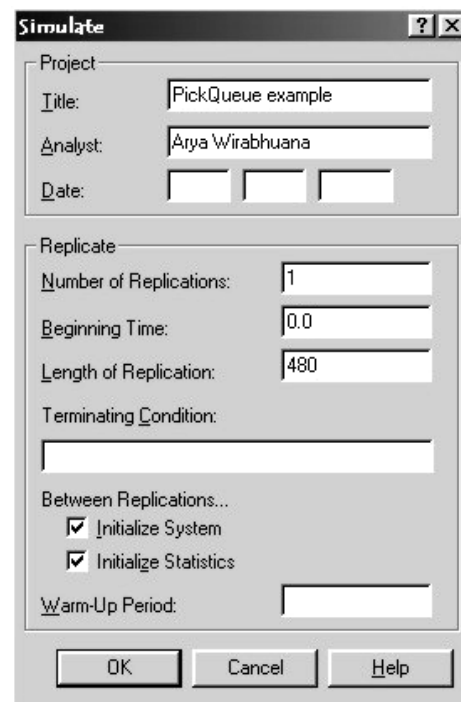 Simulate
Project
Title: PickQueue example
Analyst: Arya Wirabhuana
Date:
Replicate
Number of Replications: 1
Beginning Time: 0.0
Length of Replication: 480
Terminating Condition:
Between Replications...
Initialize System
Initialize Statistics
Warm-Up Period:
OK Cancel Help